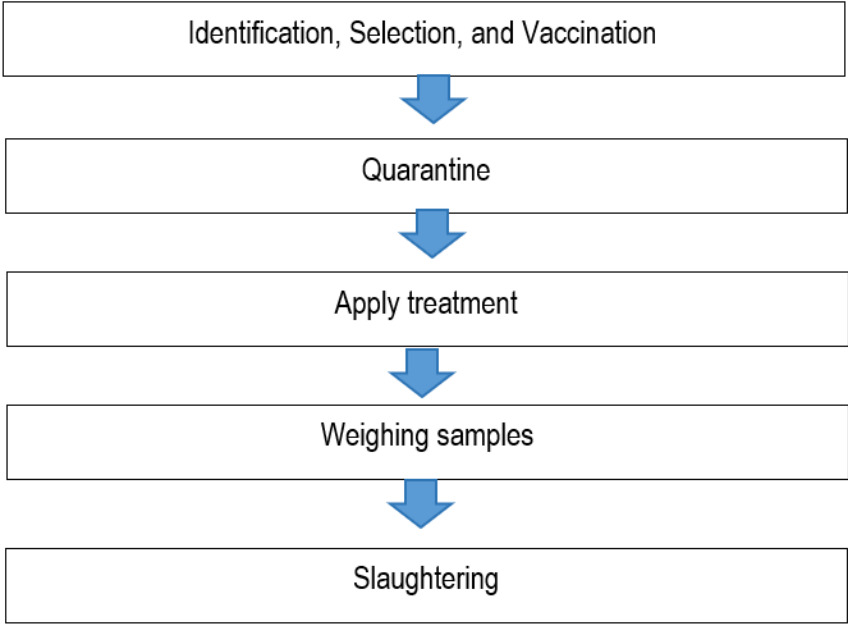 Identification, Selection, and Vaccination
Quarantine
Apply treatment
Weighing samples
Slaughtering